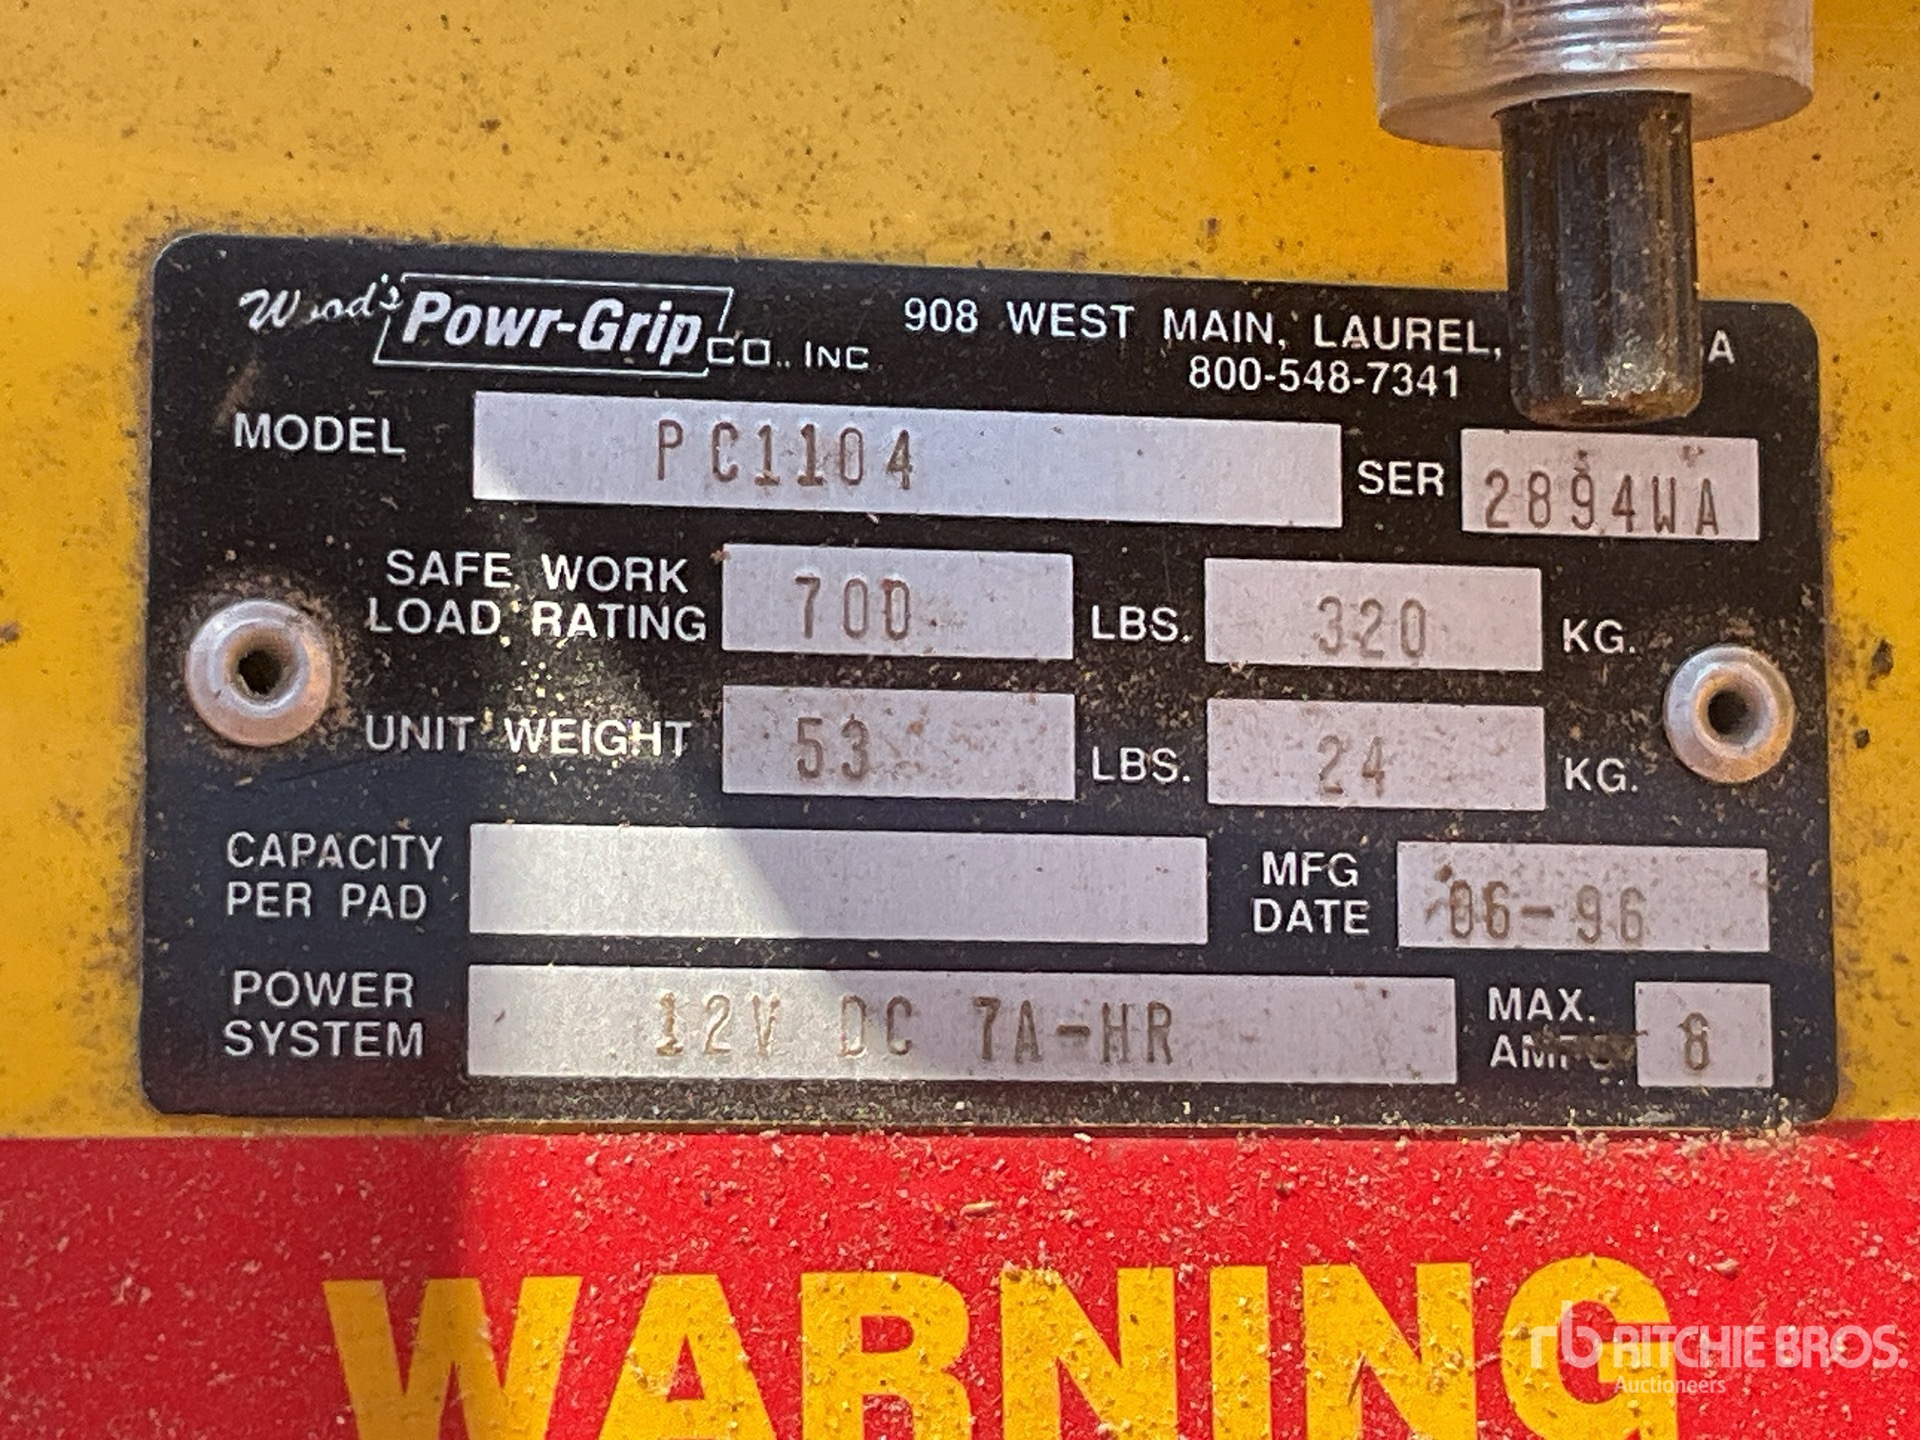 Wood's Powr-Grip CO., INC.
908 WEST MAIN, LAUREL,
800-548-7341
MODEL PC1104 SER 2894WA
SAFE WORK
LOAD RATING 700 LBS. 320 KG.
UNIT WEIGHT 53 LBS. 24 KG.
CAPACITY
PER PAD
MFG
DATE 06-96
POWER
SYSTEM 12V DC 7A-HR
MAX.
AMPS 8
WARNING
rb RITCHIE BROS.
Auctioneers